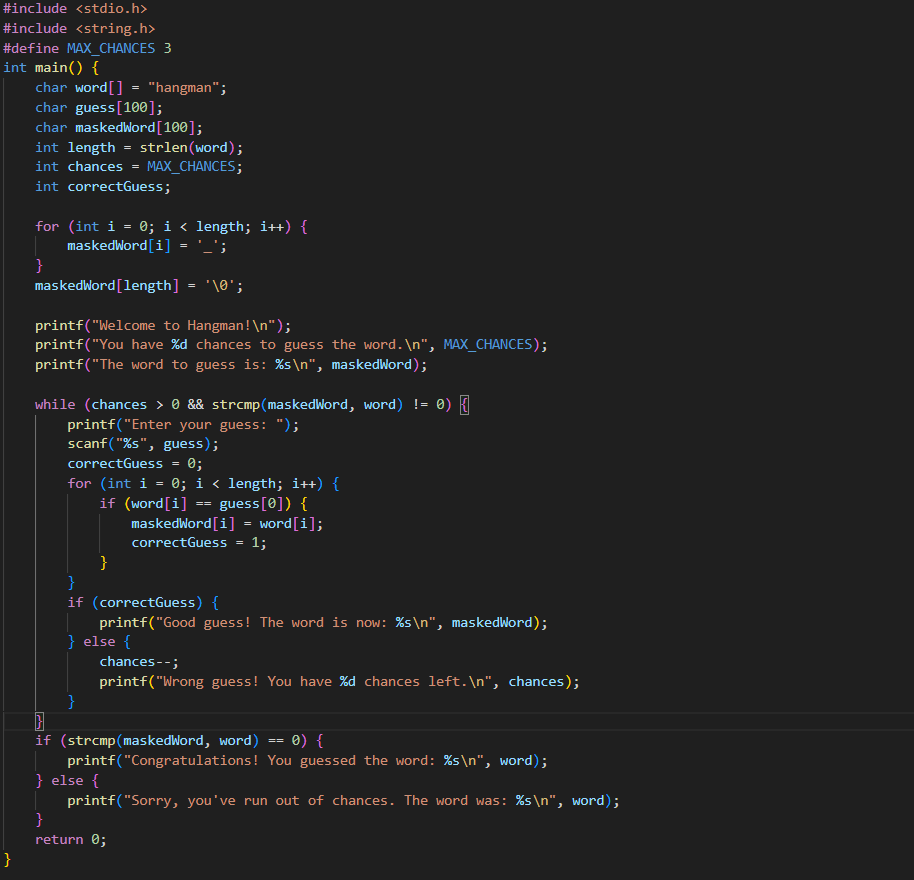 #include <stdio.h>
#include <string.h>
#define MAX_CHANCES 3
int main() {
    char word[] = "hangman";
    char guess[100];
    char maskedWord[100];
    int length = strlen(word);
    int chances = MAX_CHANCES;
    int correctGuess;

    for (int i = 0; i < length; i++) {
        maskedWord[i] = '_';
    }
    maskedWord[length] = '\0';

    printf("Welcome to Hangman!\n");
    printf("You have %d chances to guess the word.\n", MAX_CHANCES);
    printf("The word to guess is: %s\n", maskedWord);

    while (chances > 0 && strcmp(maskedWord, word) != 0) {
        printf("Enter your guess: ");
        scanf("%s", guess);
        correctGuess = 0;
        for (int i = 0; i < length; i++) {
            if (word[i] == guess[0]) {
                maskedWord[i] = word[i];
                correctGuess = 1;
            }
        }
        if (correctGuess) {
            printf("Good guess! The word is now: %s\n", maskedWord);
        } else {
            chances--;
            printf("Wrong guess! You have %d chances left.\n", chances);
        }
    }
    if (strcmp(maskedWord, word) == 0) {
        printf("Congratulations! You guessed the word: %s\n", word);
    } else {
        printf("Sorry, you've run out of chances. The word was: %s\n", word);
    }
    return 0;
}